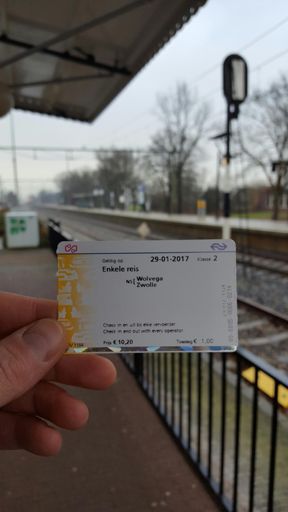 Geldig op 29-01-2017 Klasse 2
Enkele reis
NS Wolvega
Zwolle
Check in en uit bij elke vervoerder
Check in and out with every operator
Prijs € 10,20 Toeslag € 1,00